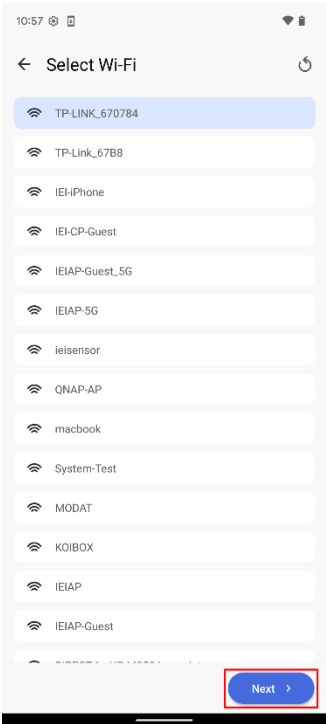 10:57
Select Wi-Fi
TP-LINK_670784
TP-Link_67B8
IEI-iPhone
IEI-CP-Guest
IEIAP-Guest_5G
IEIAP-5G
ieisensor
QNAP-AP
macbook
System-Test
MODAT
KOIBOX
IEIAP
IEIAP-Guest
Next